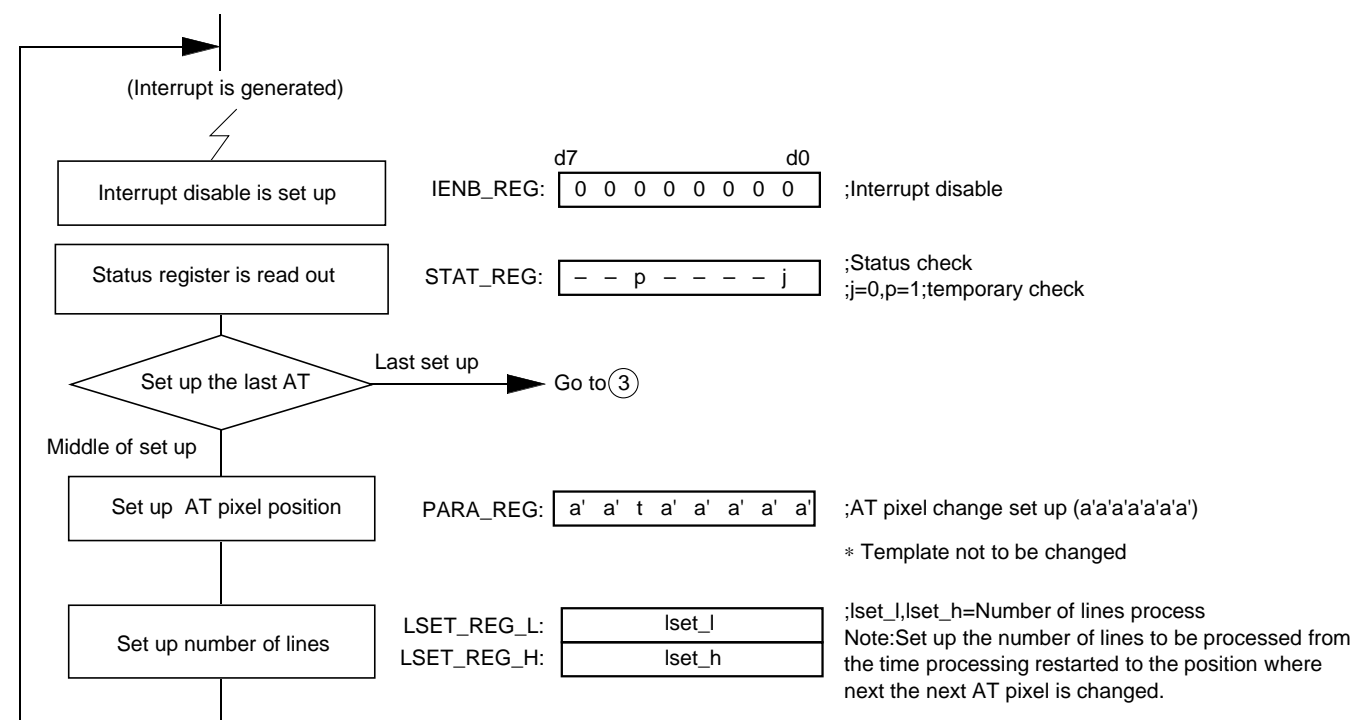 (Interrupt is generated)
d7 d0
Interrupt disable is set up
IENB_REG: 0 0 0 0 0 0 0 0 ;Interrupt disable
Status register is read out
STAT_REG: – – p – – – – j
;Status check
;j=0,p=1;temporary check
Set up the last AT
Last set up
Go to 3
Middle of set up
Set up AT pixel position
PARA_REG: a' a' t a' a' a' a' a' ;AT pixel change set up (a'a'a'a'a'a'a')
* Template not to be changed
Set up number of lines
LSET_REG_L: lset_l
LSET_REG_H: lset_h
;lset_l,lset_h=Number of lines process
Note:Set up the number of lines to be processed from
the time processing restarted to the position where
next the next AT pixel is changed.